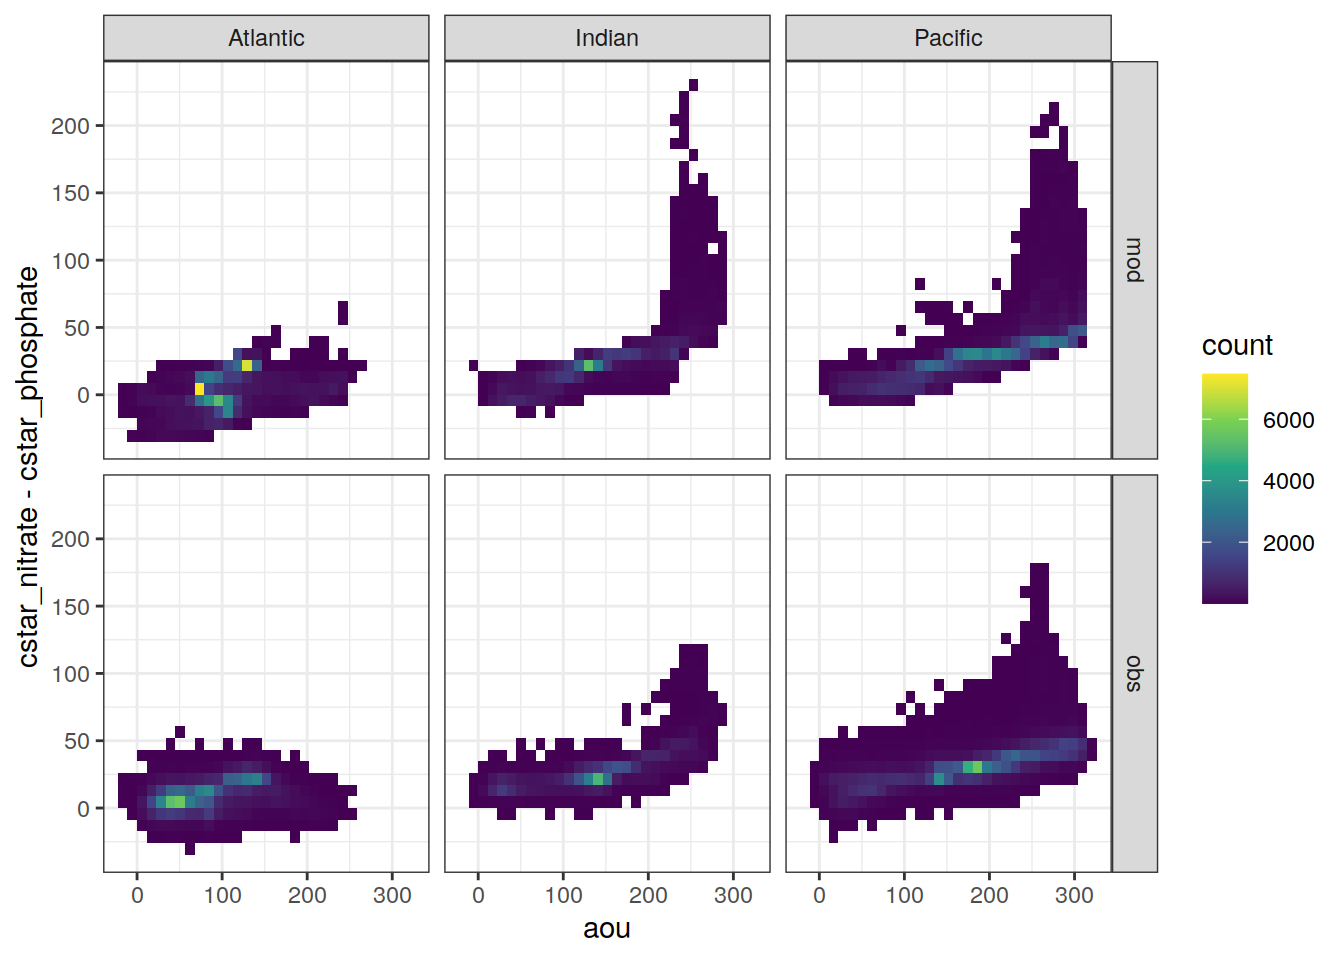 Atlantic Indian Pacific
cstar_nitrate - cstar_phosphate
200
150
100
50
0
mod
200
150
100
50
0
obs
0 100 200 300 0 100 200 300 0 100 200 300
aou
count
6000
4000
2000